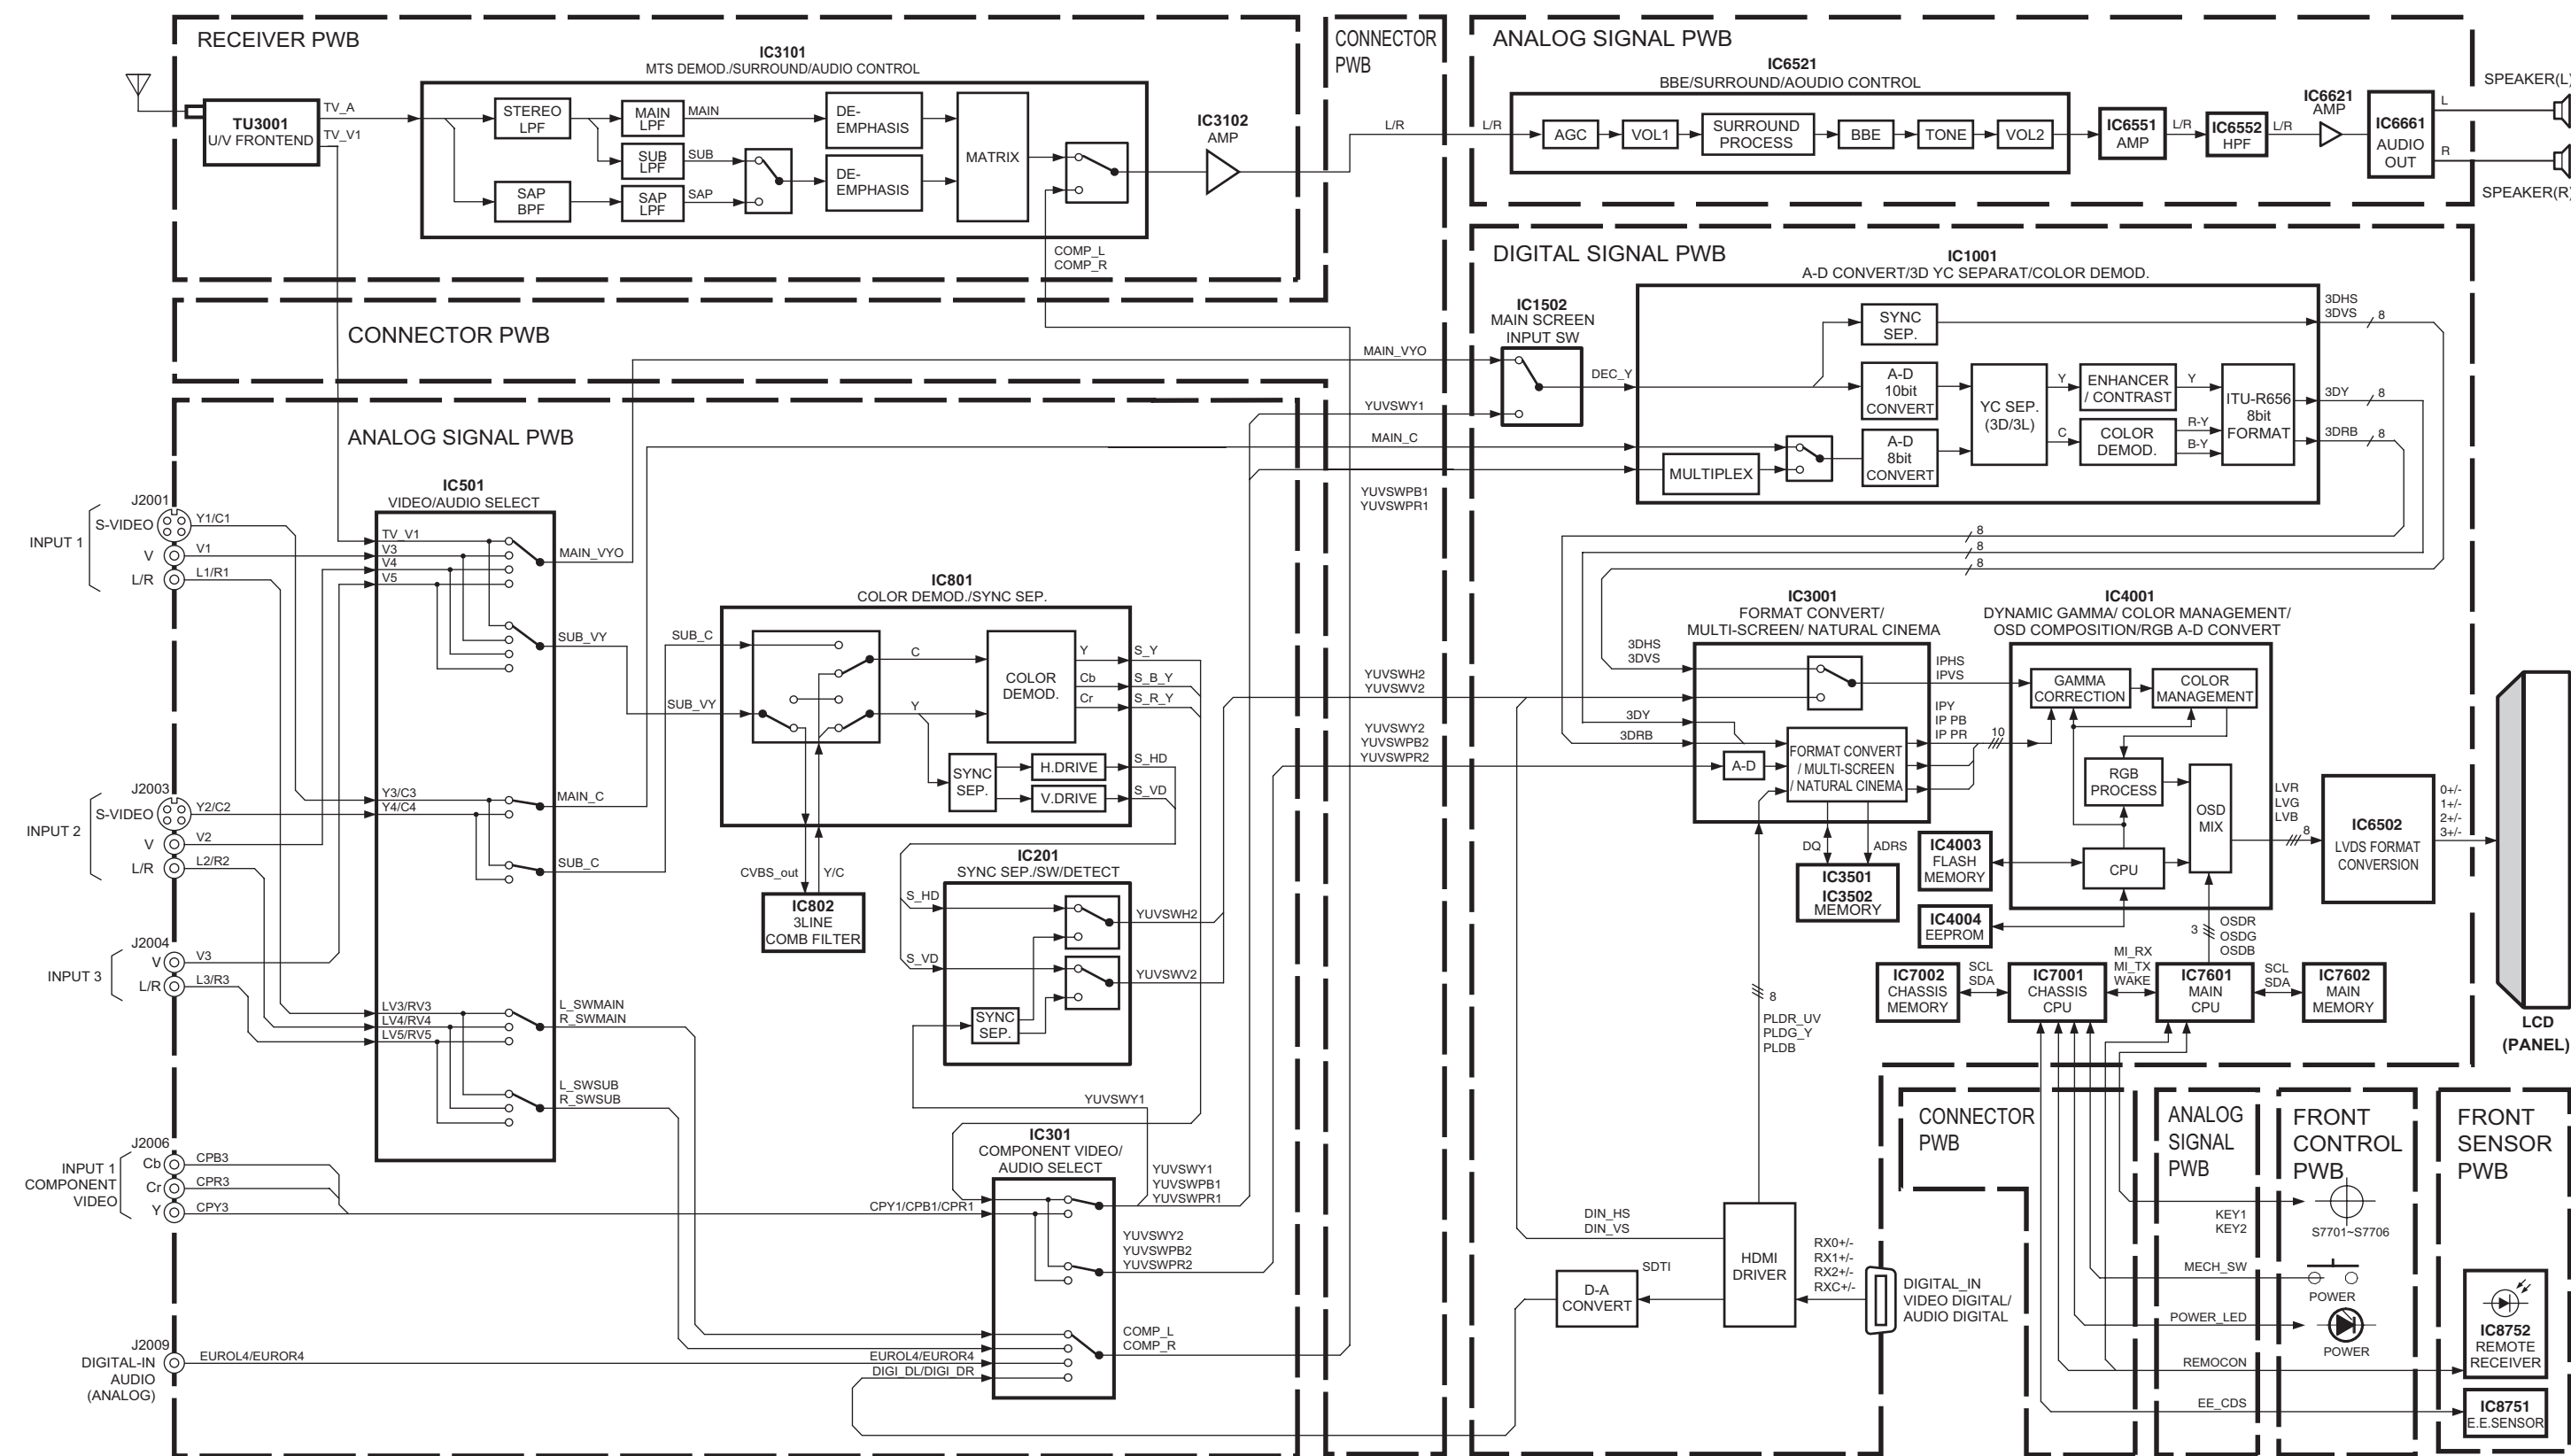 RECEIVER PWB
IC3101
MTS DEMOD./SURROUND/AUDIO CONTROL
TU3001
U/V FRONTEND
TV_A
TV_V1
STEREO
LPF
MAIN
LPF
MAIN
SUB
LPF
SUB
SAP
BPF
SAP
LPF
SAP
DE-
EMPHASIS
DE-
EMPHASIS
MATRIX
IC3102
AMP
COMP_L
COMP_R
CONNECTOR
PWB
L/R
ANALOG SIGNAL PWB
IC6521
BBE/SURROUND/AOUDIO CONTROL
L/R
AGC
VOL1
SURROUND
PROCESS
BBE
TONE
VOL2
IC6551
AMP
L/R
IC6552
HPF
L/R
IC6621
AMP
IC6661
AUDIO
OUT
L
R
SPEAKER(L)
SPEAKER(R)
CONNECTOR PWB
MAIN_VYO
YUVSWY1
MAIN_C
YUVSWPB1
YUVSWPR1
YUVSWH2
YUVSWV2
YUVSWY2
YUVSWPB2
YUVSWPR2
DIGITAL SIGNAL PWB
IC1001
A-D CONVERT/3D YC SEPARAT/COLOR DEMOD.
IC1502
MAIN SCREEN
INPUT SW
DEC_Y
SYNC
SEP.
A-D
10bit
CONVERT
A-D
8bit
CONVERT
MULTIPLEX
YC SEP.
(3D/3L)
Y
C
ENHANCER
/ CONTRAST
COLOR
DEMOD.
Y
R-Y
B-Y
ITU-R656
8bit
FORMAT
3DHS
3DVS
8
3DY
8
3DRB
8
8
8
8
ANALOG SIGNAL PWB
IC501
VIDEO/AUDIO SELECT
J2001
INPUT 1
S-VIDEO
V
L/R
Y1/C1
V1
L1/R1
TV_V1
V3
V4
V5
MAIN_VYO
SUB_VY
J2003
INPUT 2
S-VIDEO
V
L/R
Y2/C2
V2
L2/R2
Y3/C3
Y4/C4
MAIN_C
SUB_C
J2004
INPUT 3
V
L/R
V3
L3/R3
LV3/RV3
LV4/RV4
LV5/RV5
L_SWMAIN
R_SWMAIN
L_SWSUB
R_SWSUB
J2006
INPUT 1
COMPONENT
VIDEO
Cb
Cr
Y
CPB3
CPR3
CPY3
J2009
DIGITAL-IN
AUDIO
(ANALOG)
EUROL4/EUROR4
IC801
COLOR DEMOD./SYNC SEP.
SUB_C
SUB_VY
C
Y
COLOR
DEMOD.
Y
Cb
Cr
S_Y
S_B_Y
S_R_Y
SYNC
SEP.
H.DRIVE
V.DRIVE
S_HD
S_VD
CVBS_out
Y/C
IC802
3LINE
COMB FILTER
IC201
SYNC SEP./SW/DETECT
S_HD
S_VD
SYNC
SEP.
YUVSWH2
YUVSWV2
YUVSWY1
IC301
COMPONENT VIDEO/
AUDIO SELECT
CPY1/CPB1/CPR1
YUVSWY1
YUVSWPB1
YUVSWPR1
YUVSWY2
YUVSWPB2
YUVSWPR2
EUROL4/EUROR4
DIGI_DL/DIGI_DR
COMP_L
COMP_R
IC3001
FORMAT CONVERT/
MULTI-SCREEN/ NATURAL CINEMA
3DHS
3DVS
3DY
3DRB
A-D
FORMAT CONVERT
/ MULTI-SCREEN
/ NATURAL CINEMA
IPHS
IPVS
IPY
IP PB
IP PR
10
DQ
ADRS
IC3501
IC3502
MEMORY
IC4001
DYNAMIC GAMMA/ COLOR MANAGEMENT/
OSD COMPOSITION/RGB A-D CONVERT
GAMMA
CORRECTION
COLOR
MANAGEMENT
RGB
PROCESS
OSD
MIX
CPU
IC4003
FLASH
MEMORY
IC4004
EEPROM
LVR
LVG
LVB
8
IC6502
LVDS FORMAT
CONVERSION
0+/-
1+/-
2+/-
3+/-
LCD
(PANEL)
3
OSDR
OSDG
OSDB
IC7002
CHASSIS
MEMORY
SCL
SDA
IC7001
CHASSIS
CPU
MI_RX
MI_TX
WAKE
IC7601
MAIN
CPU
SCL
SDA
IC7602
MAIN
MEMORY
8
PLDR_UV
PLDG_Y
PLDB
DIN_HS
DIN_VS
HDMI
DRIVER
SDTI
D-A
CONVERT
RX0+/-
RX1+/-
RX2+/-
RXC+/-
DIGITAL_IN
VIDEO DIGITAL/
AUDIO DIGITAL
CONNECTOR
PWB
ANALOG
SIGNAL
PWB
FRONT
CONTROL
PWB
FRONT
SENSOR
PWB
KEY1
KEY2
S7701~S7706
MECH_SW
POWER
POWER_LED
POWER
REMOCON
EE_CDS
IC8752
REMOTE
RECEIVER
IC8751
E.E.SENSOR